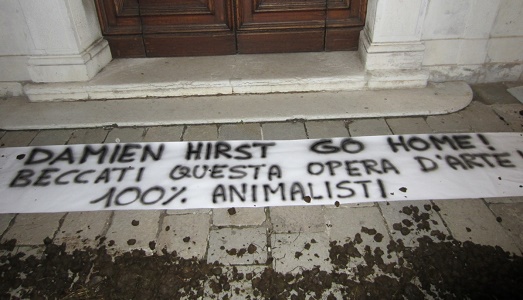 DAMIEN HIRST GO HOME!
BECCATI QUESTA OPERA D'ARTE!
100% ANIMALISTI